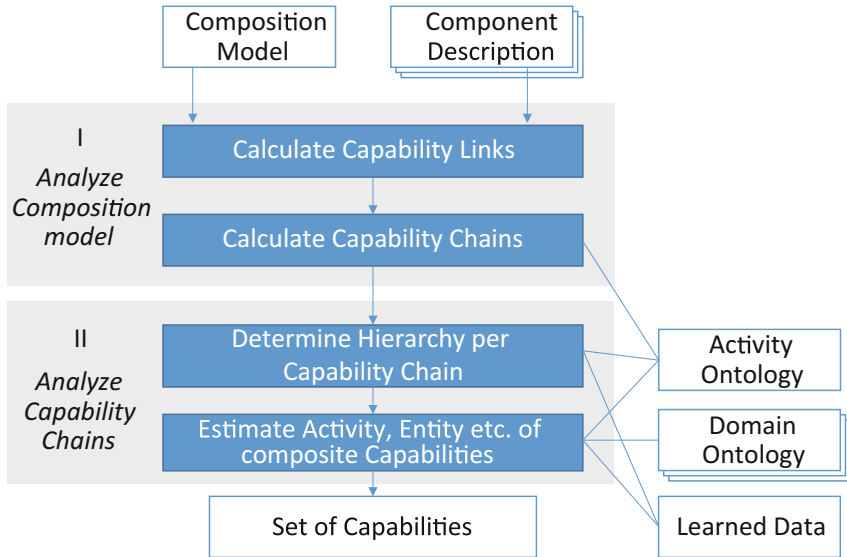 Composition
Model
Component
Description
I
Analyze
Composition
model
Calculate Capability Links
Calculate Capability Chains
II
Analyze
Capability
Chains
Determine Hierarchy per
Capability Chain
Estimate Activity, Entity etc. of
composite Capabilities
Activity
Ontology
Domain
Ontology
Set of Capabilities
Learned Data